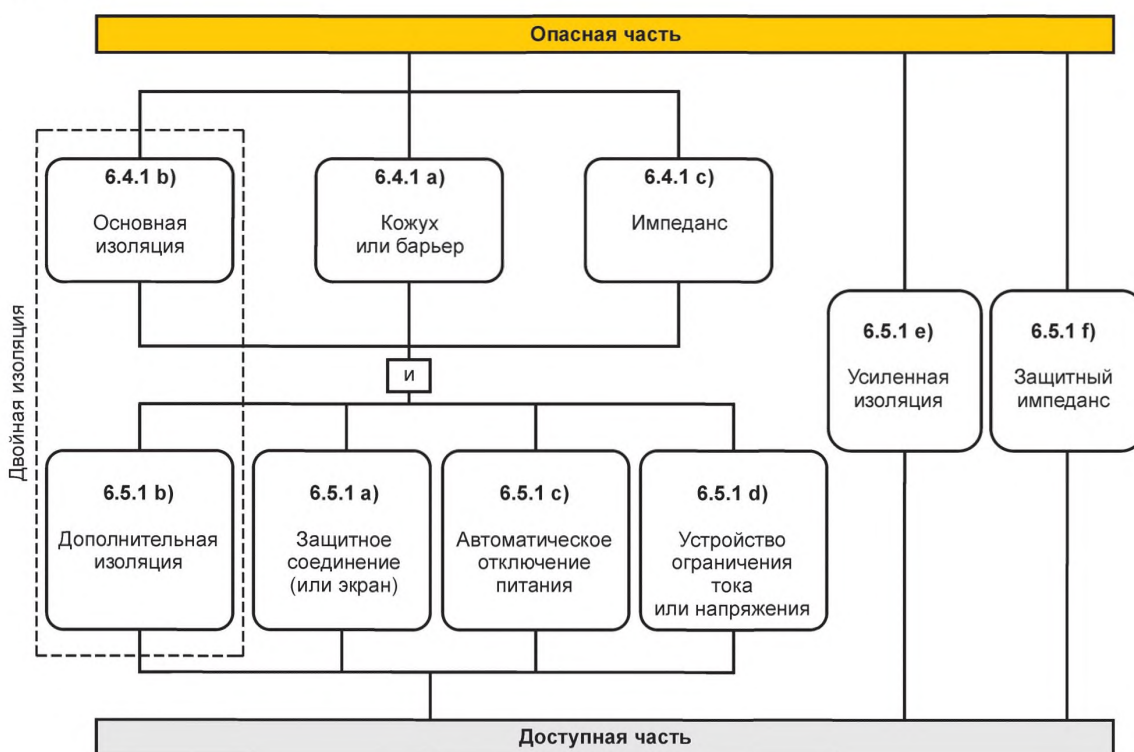 Опасная часть
6.4.1 b)
Основная
изоляция
6.4.1 a)
Кожух
или барьер
6.4.1 c)
Импеданс
6.5.1 e)
Усиленная
изоляция
6.5.1 f)
Защитный
импеданс
и
Двойная изоляция
6.5.1 b)
Дополнительная
изоляция
6.5.1 a)
Защитное
соединение
(или экран)
6.5.1 c)
Автоматическое
отключение
питания
6.5.1 d)
Устройство
ограничения
тока
или напряжения
Доступная часть